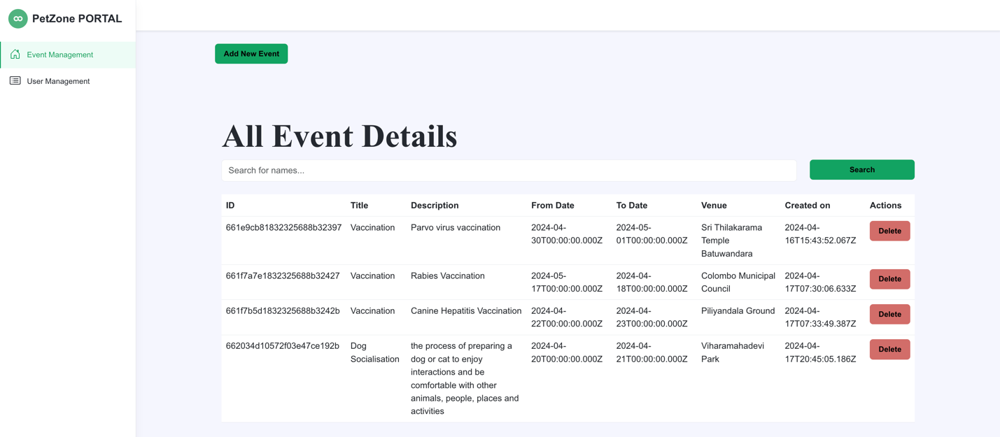 PetZone PORTAL
Event Management
User Management
Add New Event
All Event Details
Search for names...
Search
ID Title Description From Date To Date Venue Created on Actions
661e9cb81832325688b32397 Vaccination Parvo virus vaccination 2024-04- 2024-05- Sri Thilakarama 2024-04- Delete
30T00:00:00.000Z 01T00:00:00.000Z Temple 16T15:43:52.067Z
Batuwandara
661f7a7e1832325688b32427 Vaccination Rabies Vaccination 2024-05- 2024-04- Colombo Municipal 2024-04- Delete
17T00:00:00.000Z 18T00:00:00.000Z Council 17T07:30:06.633Z
661f7b5d1832325688b3242b Vaccination Canine Hepatitis Vaccination 2024-04- 2024-04- Piliyandala Ground 2024-04- Delete
22T00:00:00.000Z 23T00:00:00.000Z 17T07:33:49.387Z
662034d10572f03e47ce192b Dog the process of preparing a 2024-04- 2024-04- Viharamahadevi 2024-04- Delete
Socialisation dog or cat to enjoy 20T00:00:00.000Z 21T00:00:00.000Z Park 17T20:45:05.186Z
interactions and be
comfortable with other
animals, people, places and
activities